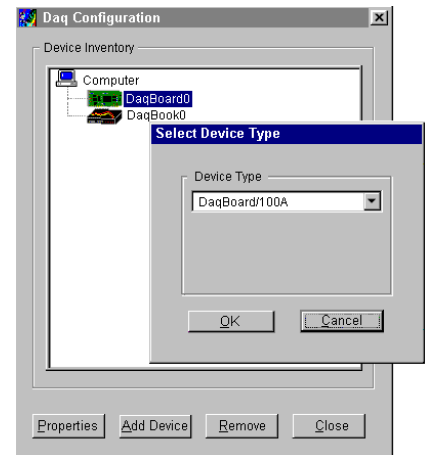 Daq Configuration
Device Inventory
Computer
DaqBoard0
DaqBook0
Select Device Type
Device Type
DaqBoard/100A
OK
Cancel
Properties
Add Device
Remove
Close